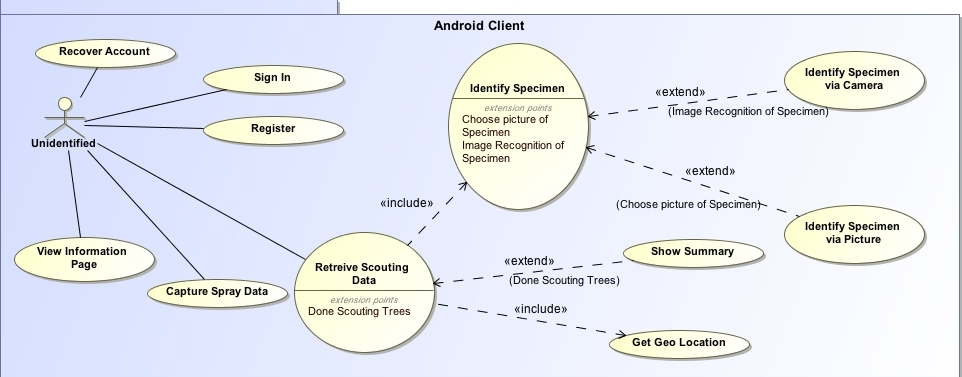 Android Client
Recover Account
Sign In
Register
Unidentified
View Information
Page
Capture Spray Data
Retreive Scouting
Data
extension points
Done Scouting Trees
«include»
Identify Specimen
extension points
Choose picture of
Specimen
Image Recognition of
Specimen
«extend»
(Image Recognition of Specimen)
Identify Specimen
via Camera
«extend»
(Choose picture of Specimen)
Identify Specimen
via Picture
«extend»
(Done Scouting Trees)
Show Summary
«include»
Get Geo Location